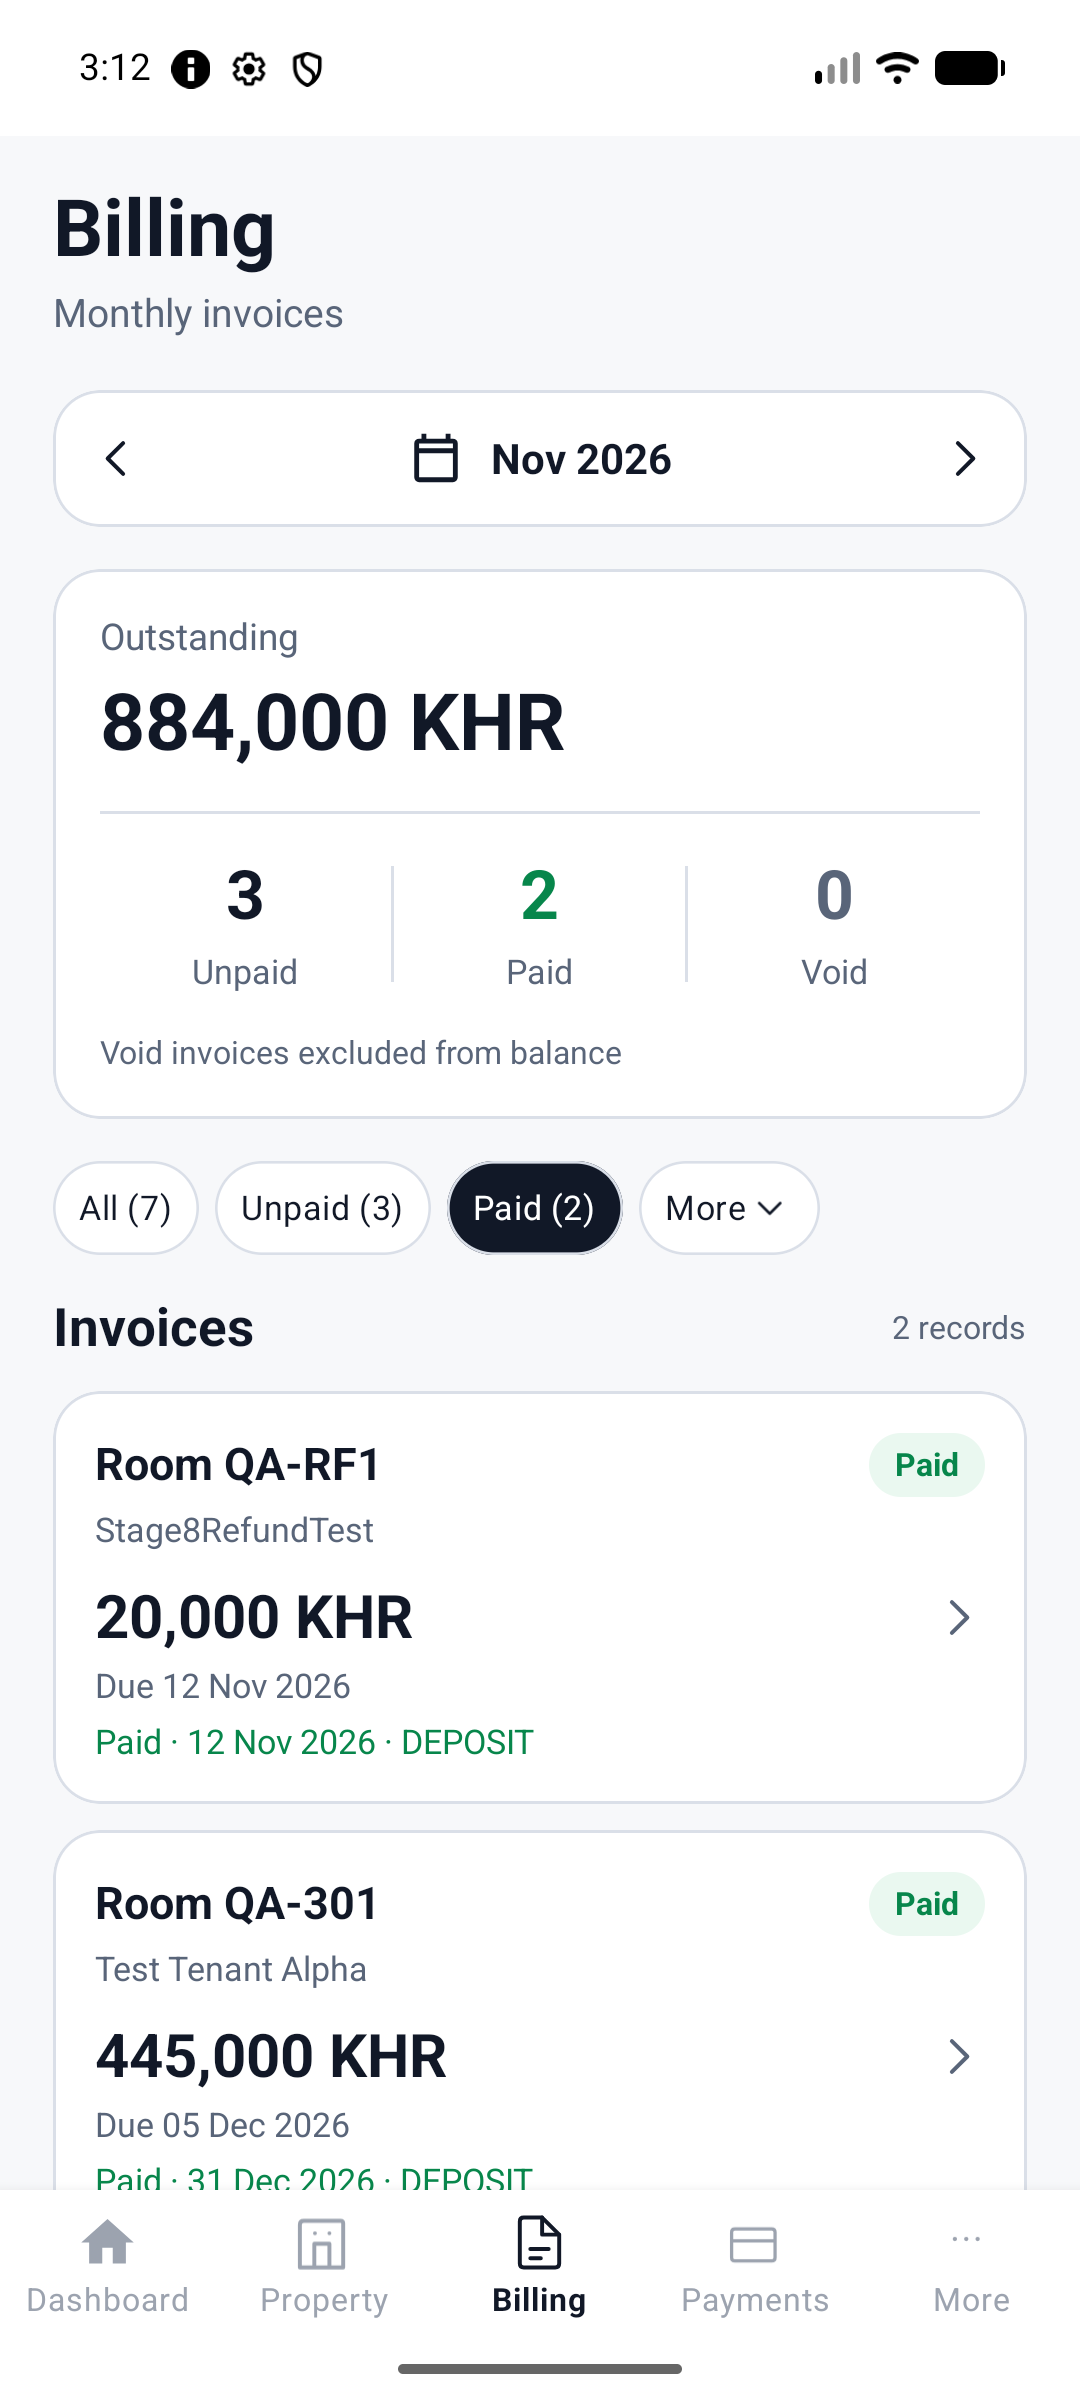 3:12
Billing
Monthly invoices
Nov 2026
Outstanding
884,000 KHR
3 2 0
Unpaid Paid Void
Void invoices excluded from balance
All (7) Unpaid (3) Paid (2) More
Invoices 2 records
Room QA-RF1 Paid
Stage8RefundTest
20,000 KHR
Due 12 Nov 2026
Paid · 12 Nov 2026 · DEPOSIT
Room QA-301 Paid
Test Tenant Alpha
445,000 KHR
Due 05 Dec 2026
Paid · 31 Dec 2026 · DEPOSIT
Dashboard Property Billing Payments More